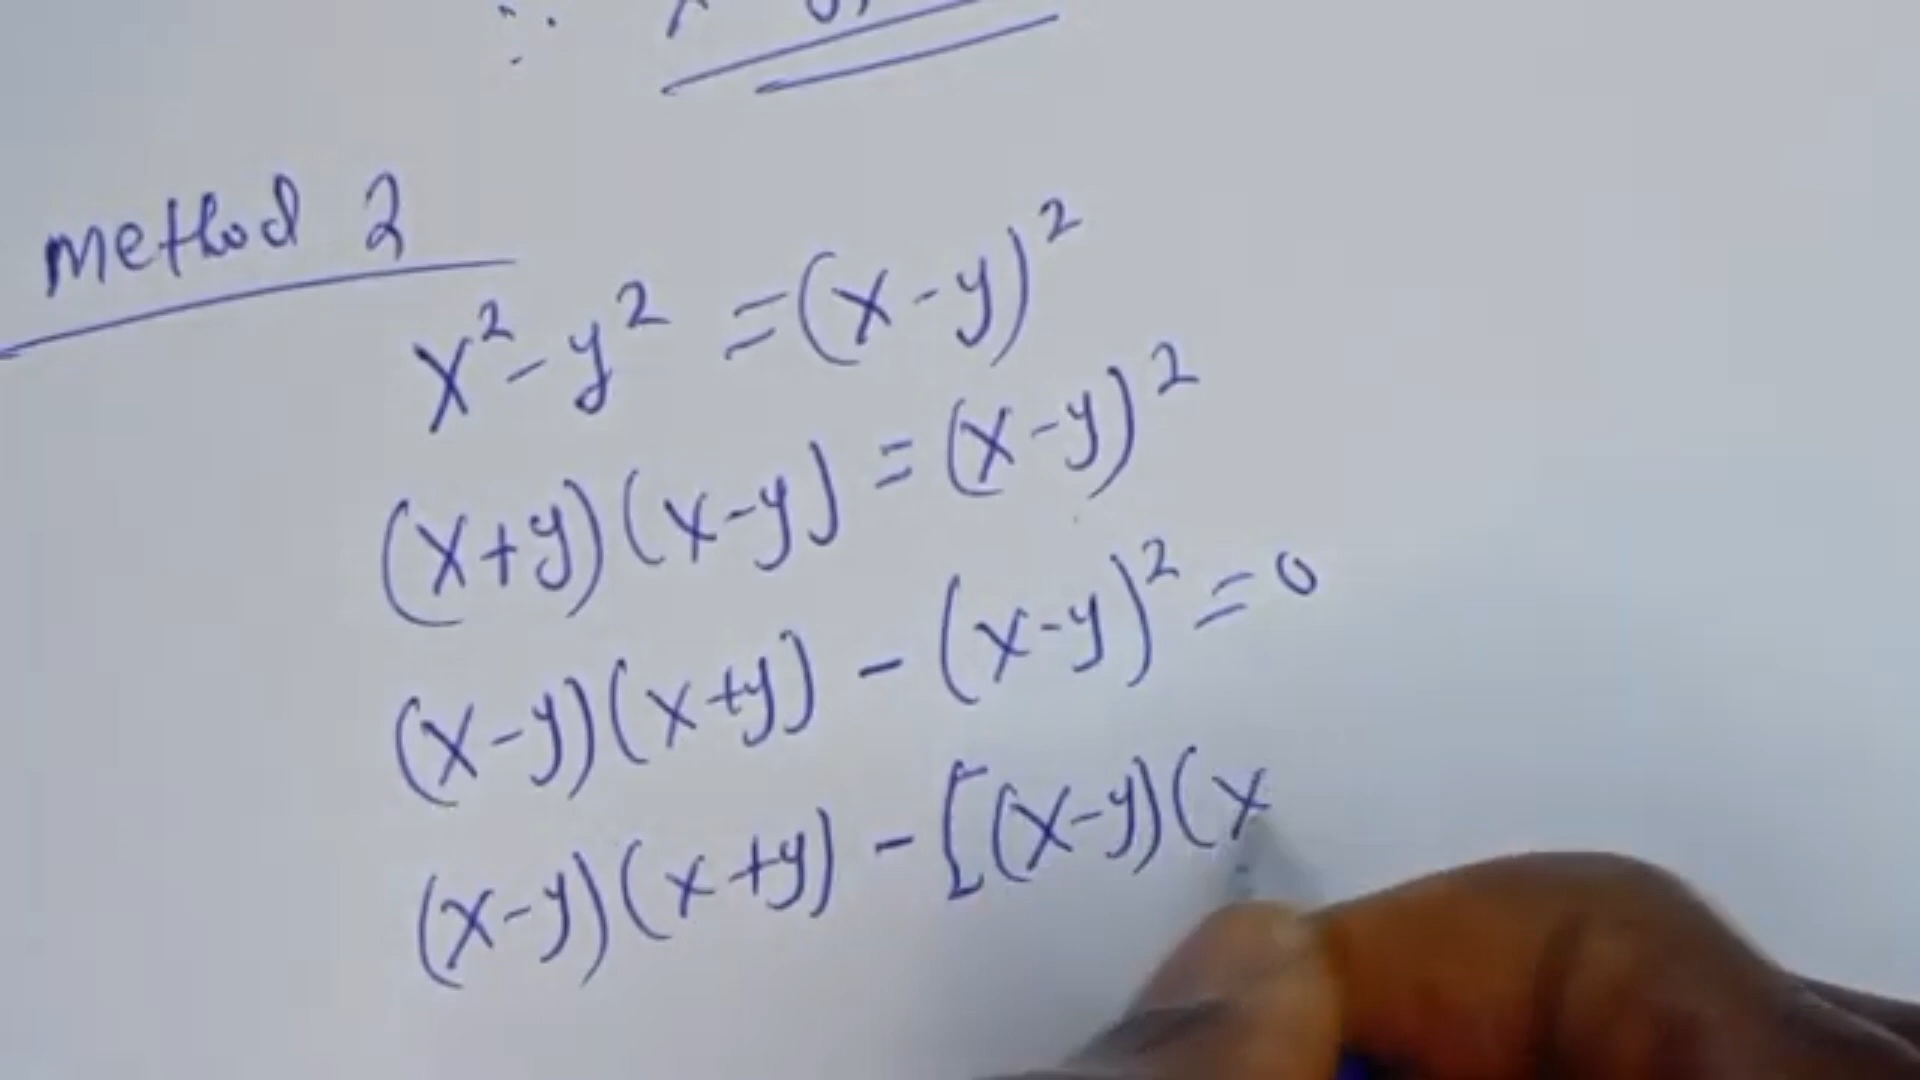 Method 2
x² - y² = (x - y)²
(x+y)(x-y) = (x-y)²
(x-y)(x+y) - (x-y)² = 0
(x-y)(x+y) - [(x-y)(x